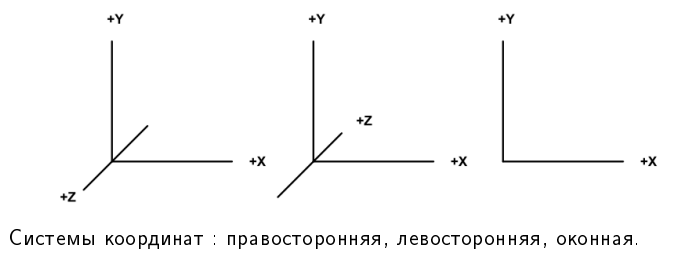 +Y +Y +Y
+Z
+X +X +X
+Z
Системы координат : правосторонняя, левосторонняя, оконная.